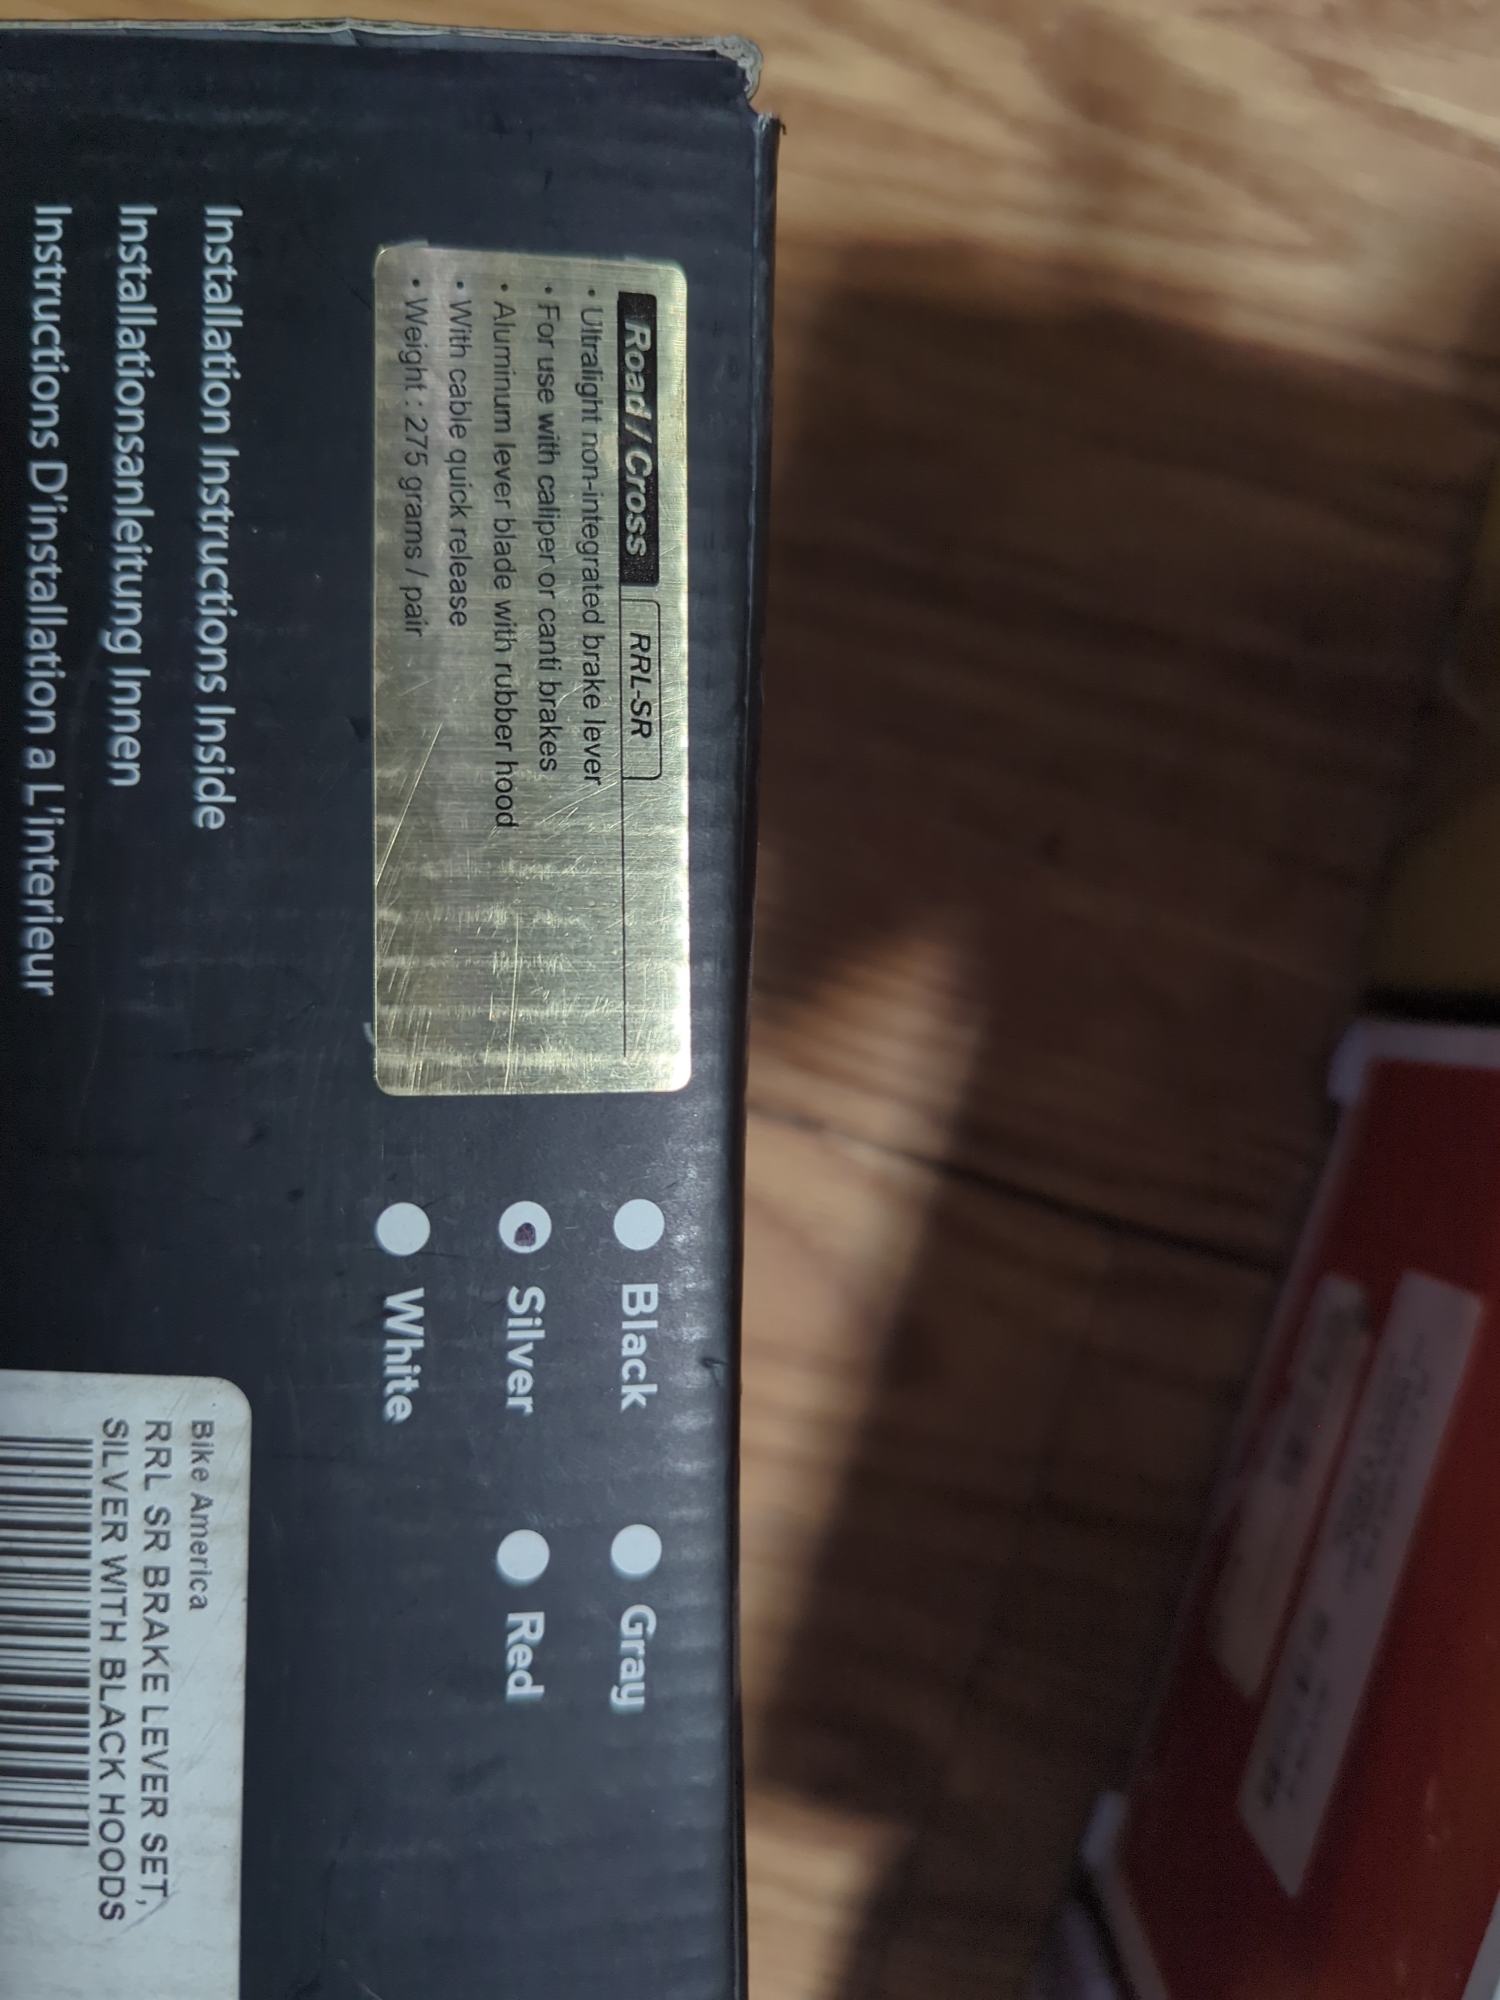 Road / Cross RRL-SR
• Ultralight non-integrated brake lever
• For use with caliper or canti brakes
• Aluminum lever blade with rubber hood
• With cable quick release
• Weight : 275 grams / pair
Black
Gray
Silver
Red
White
Installation Instructions Inside
Installationsanleitung Innen
Instructions D'installation a L'interieur
Bike America
RRL SR BRAKE LEVER SET,
SILVER WITH BLACK HOODS